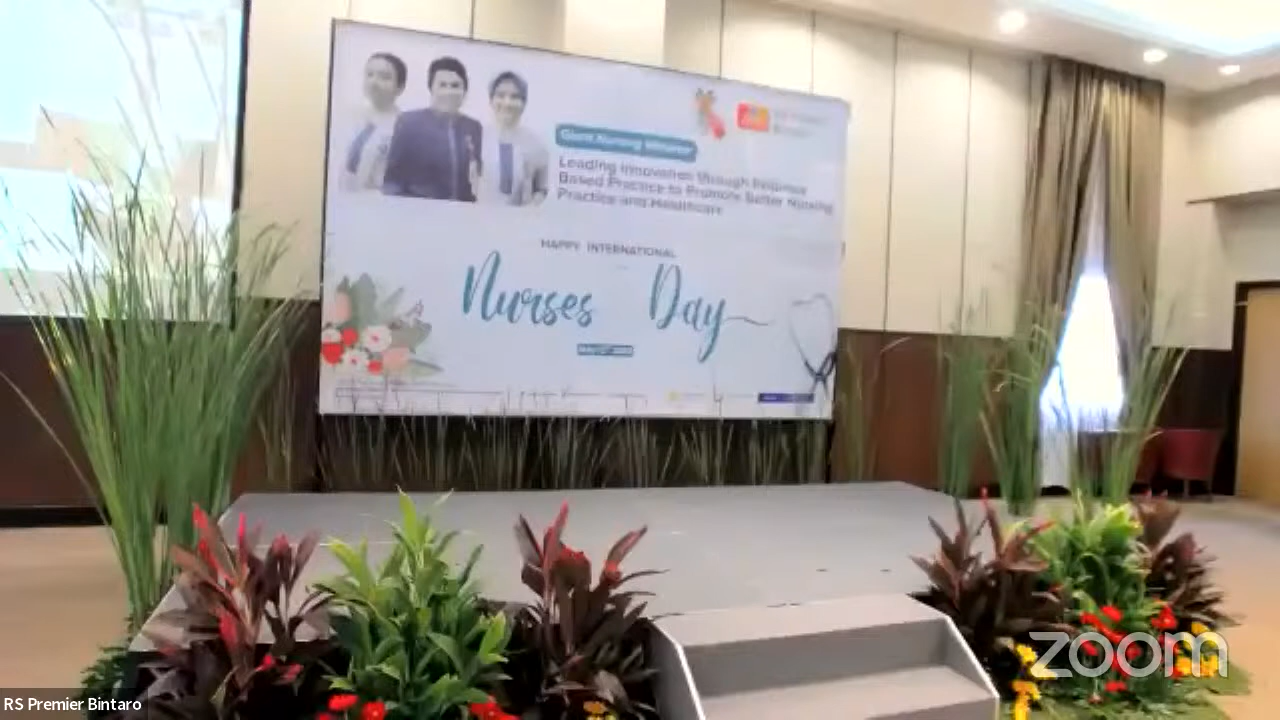 Giant Nursing Webinar
Leading Innovation through Evidence
Based Practice to Promote Better Nursing
Practice and Healthcare
HAPPY INTERNATIONAL
Nurses Day
zoom
RS Premier Bintaro